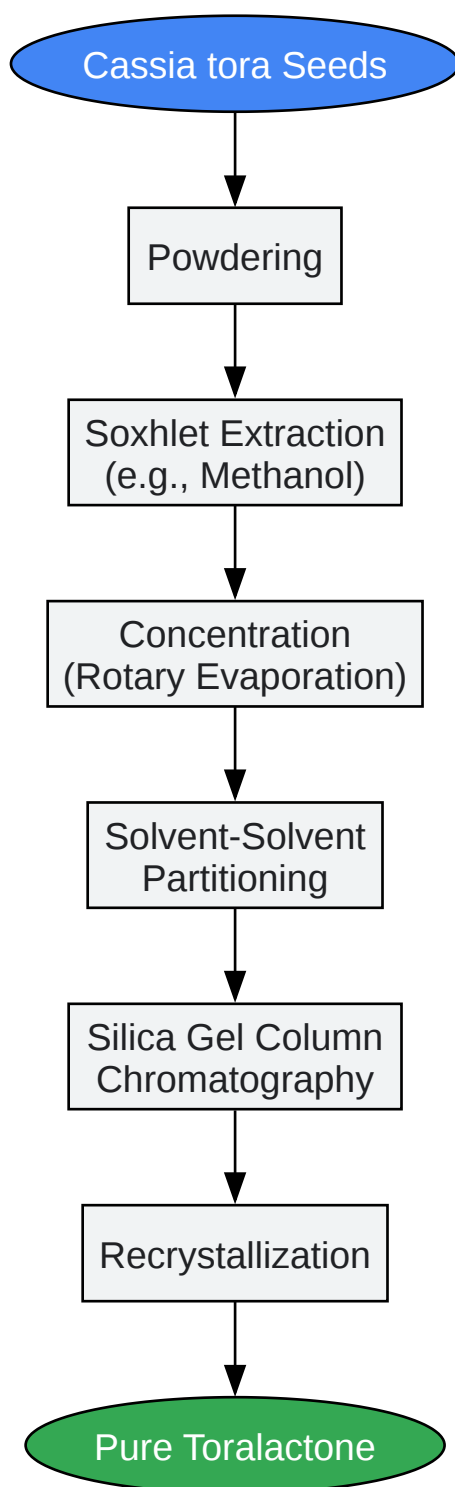 Cassia tora Seeds
Powdering
Soxhlet Extraction
(e.g., Methanol)
Concentration
(Rotary Evaporation)
Solvent-Solvent
Partitioning
Silica Gel Column
Chromatography
Recrystallization
Pure Toralactone